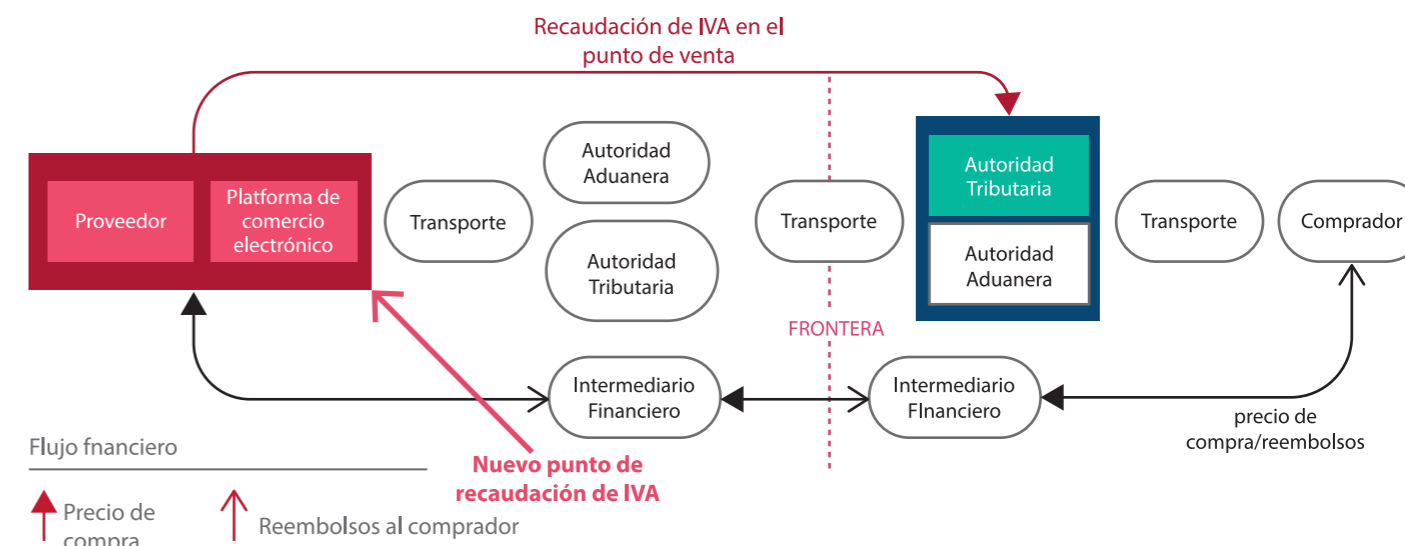 Recaudación de IVA en el
punto de venta
Proveedor
Platforma de
comercio
electrónico
Transporte
Autoridad
Aduanera
Autoridad
Tributaria
Transporte
FRONTERA
Autoridad
Tributaria
Autoridad
Aduanera
Transporte
Comprador
Intermediario
Financiero
Intermediario
FInanciero
precio de
compra/reembolsos
Nuevo punto de
recaudación de IVA
Flujo fnanciero
Precio de
compra
Reembolsos al comprador